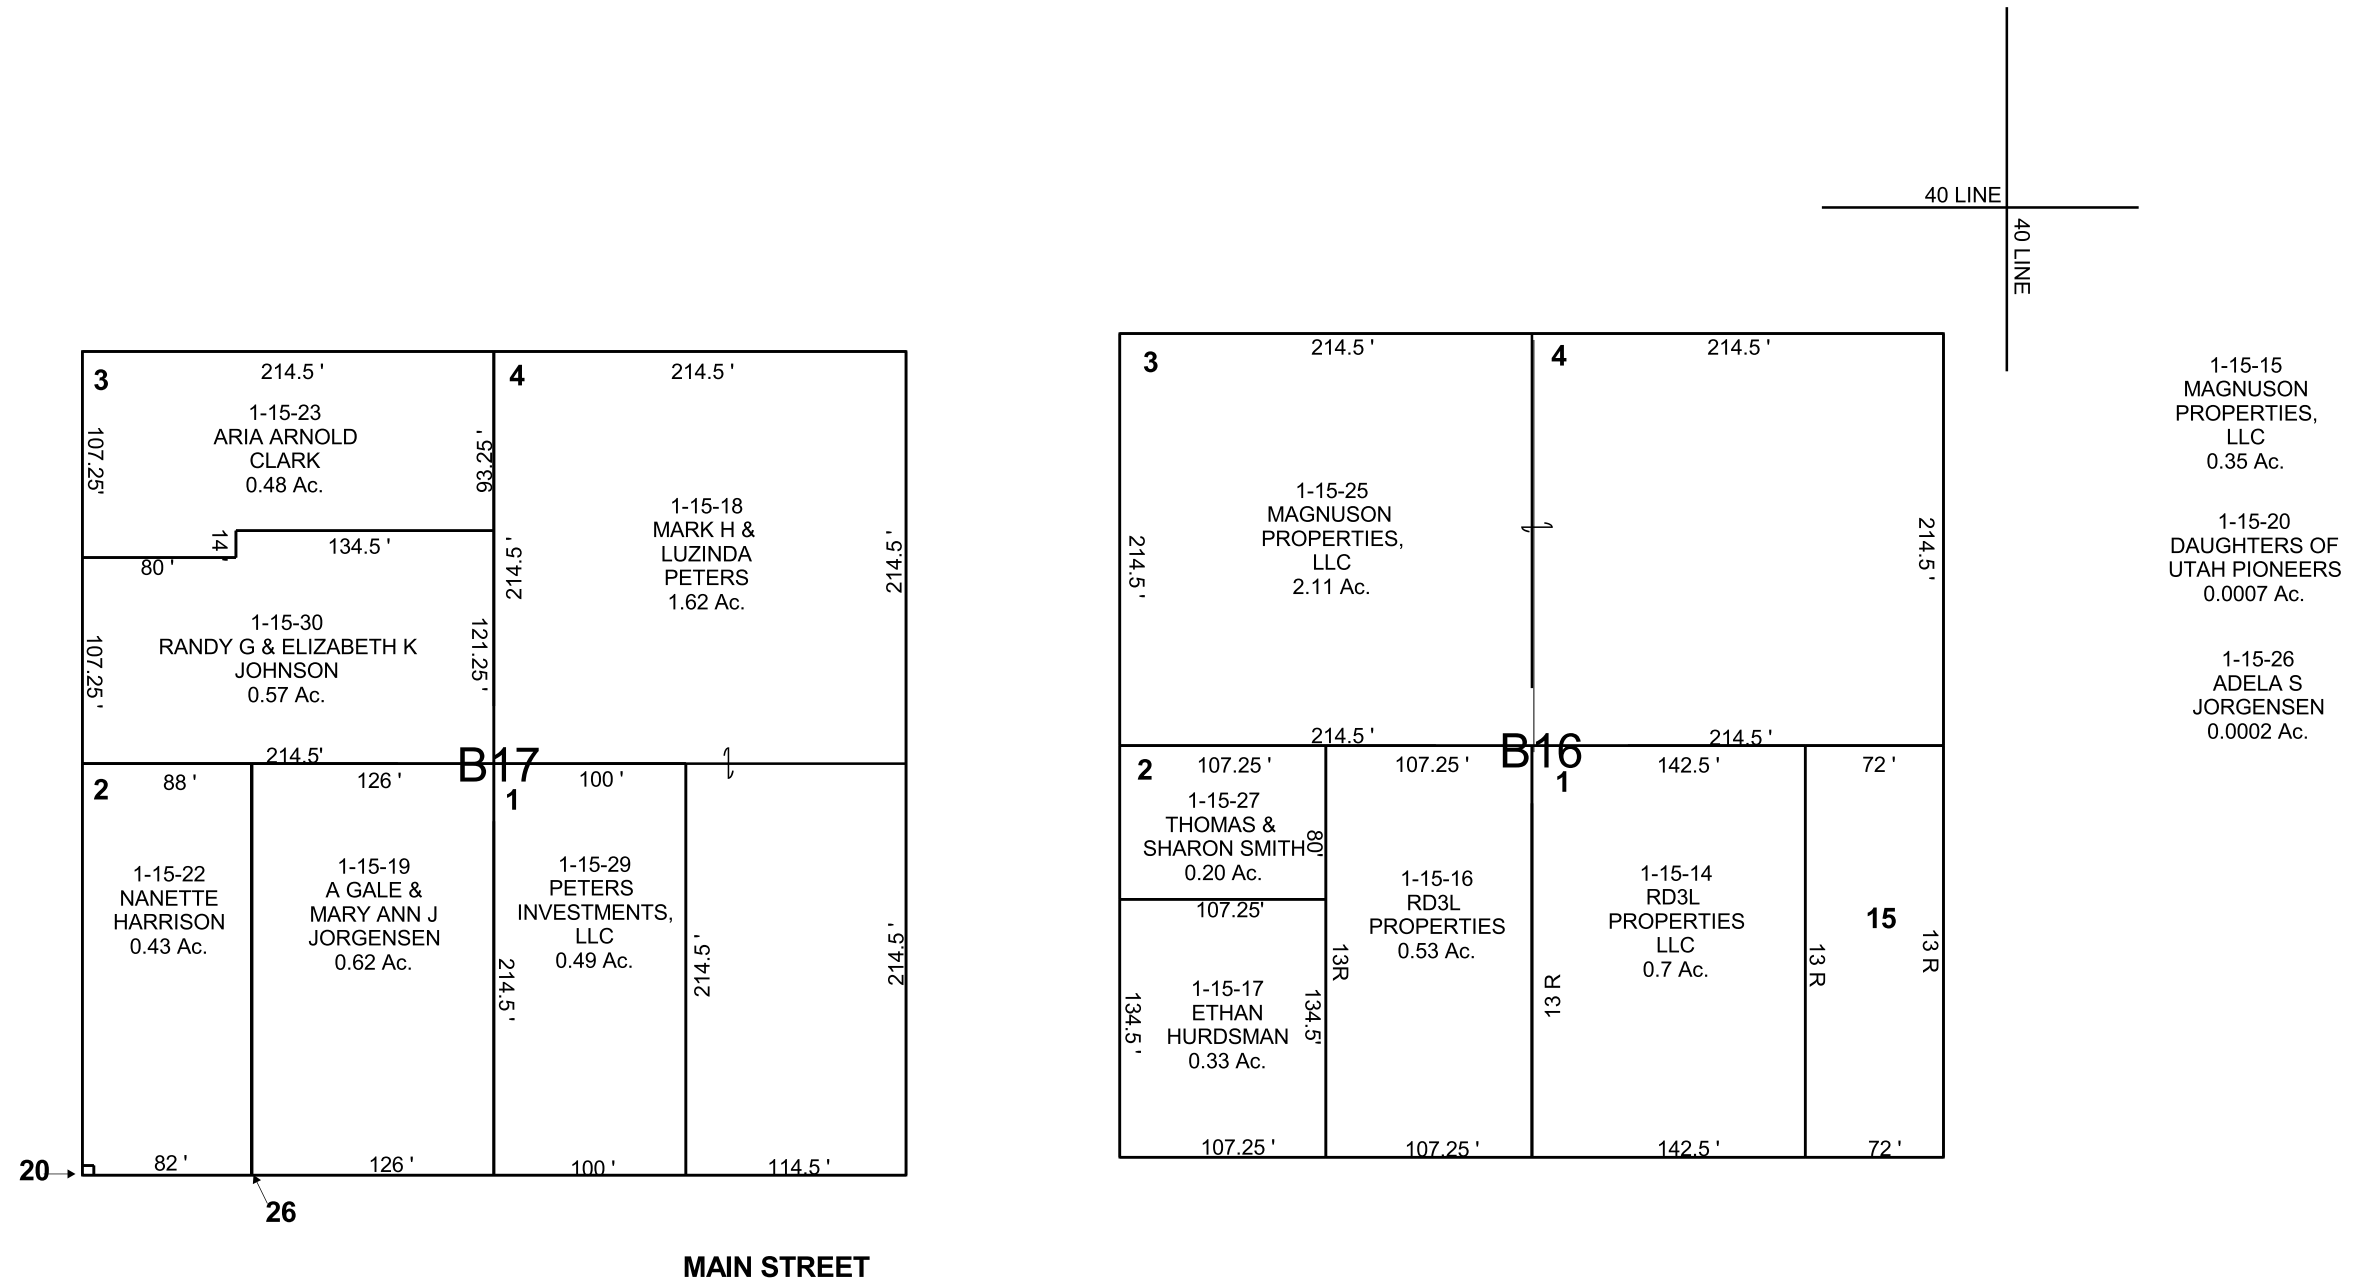 40 LINE
40 LINE
3
214.5 '
4
214.5 '
1-15-23
ARIA ARNOLD
CLARK
0.48 Ac.
107.25'
93.25 '
14 '
134.5 '
80 '
1-15-30
RANDY G & ELIZABETH K
JOHNSON
0.57 Ac.
107.25 '
121.25 '
214.5'
214.5 '
1-15-18
MARK H &
LUZINDA
PETERS
1.62 Ac.
214.5 '
B17
2
88 '
126 '
1
100 '
1-15-22
NANETTE
HARRISON
0.43 Ac.
1-15-19
A GALE &
MARY ANN J
JORGENSEN
0.62 Ac.
1-15-29
PETERS
INVESTMENTS,
LLC
0.49 Ac.
214.5 '
214.5 '
214.5 '
82 '
126 '
100 '
114.5 '
20
26
MAIN STREET
3
214.5 '
4
214.5 '
1-15-25
MAGNUSON
PROPERTIES,
LLC
2.11 Ac.
214.5 '
214.5 '
214.5 '
214.5 '
B16
2
107.25 '
107.25 '
1
142.5 '
72 '
1-15-27
THOMAS &
SHARON SMITH
0.20 Ac.
80'
107.25'
1-15-17
ETHAN
HURDSMAN
0.33 Ac.
134.5 '
134.5'
13R
1-15-16
RD3L
PROPERTIES
0.53 Ac.
13 R
1-15-14
RD3L
PROPERTIES
LLC
0.7 Ac.
13 R
15
13 R
107.25 '
107.25 '
142.5 '
72 '
1-15-15
MAGNUSON
PROPERTIES,
LLC
0.35 Ac.
1-15-20
DAUGHTERS OF
UTAH PIONEERS
0.0007 Ac.
1-15-26
ADELA S
JORGENSEN
0.0002 Ac.